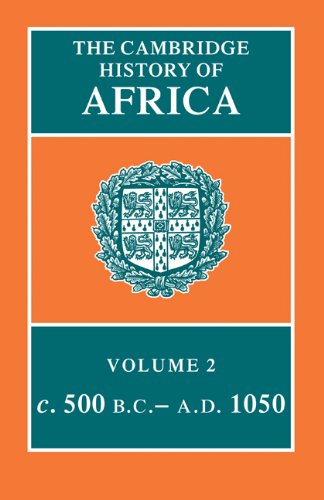 THE CAMBRIDGE
HISTORY OF
AFRICA
VOLUME 2
c. 500 B.C.– A.D. 1050